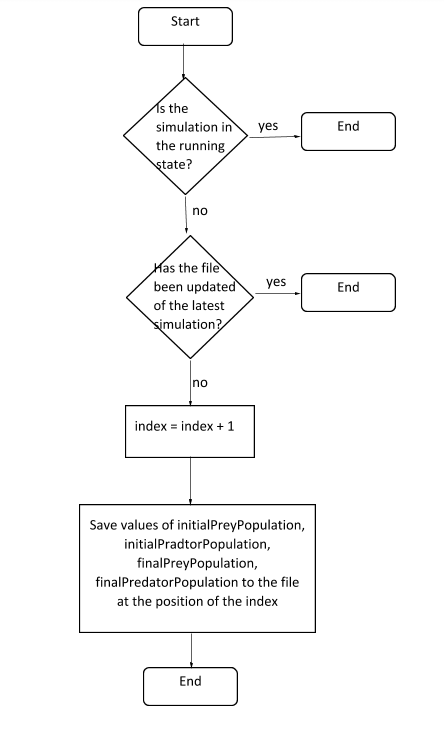 Start
Is the
simulation in
the running
state?
yes
End
no
Has the file
been updated
of the latest
simulation?
yes
End
no
index = index + 1
Save values of initialPreyPopulation,
initialPradtorPopulation,
finalPreyPopulation,
finalPredatorPopulation to the file
at the position of the index
End